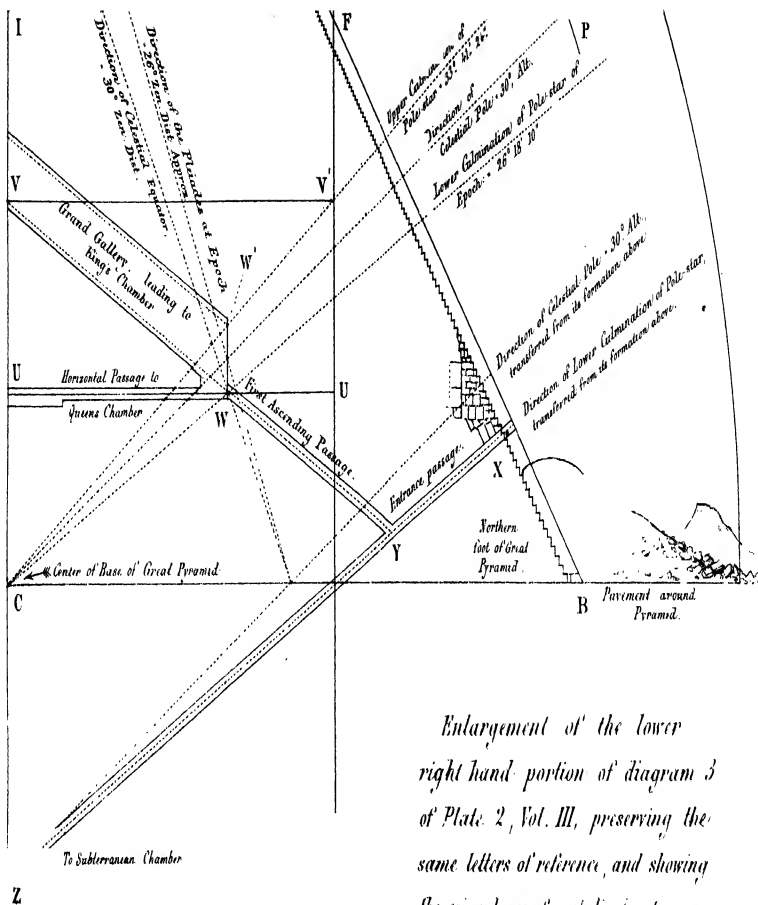 I
F
P
Direction of the Pleiades at Epoch
- 26° Zen. Dist. Approx.
Direction of Celestial Equator
- 30° Zen. Dist.
Upper Culmination of
Pole star = 33° 41' 26"
Direction of
Celestial Pole = 30° Alt.
Lower Culmination of Pole-star of
Epoch = 26° 18' 10"
V
V'
Grand Gallery, leading to
King's Chamber
W'
Direction of Celestial Pole = 30° Alt.
transferred from its formation above
Direction of Lower Culmination of Pole-star,
transferred from its formation above.
U
Horizontal Passage to
U
Queens Chamber
W
First Ascending Passage
Entrance passage
X
Y
Northern
foot of Great
Pyramid
Center of Base of Great Pyramid
C
B
Pavement around
Pyramid.
Enlargement of the lower
right hand portion of diagram 3
of Plate 2, Vol. III, preserving the
same letters of reference, and showing
To Subterranean Chamber
Z